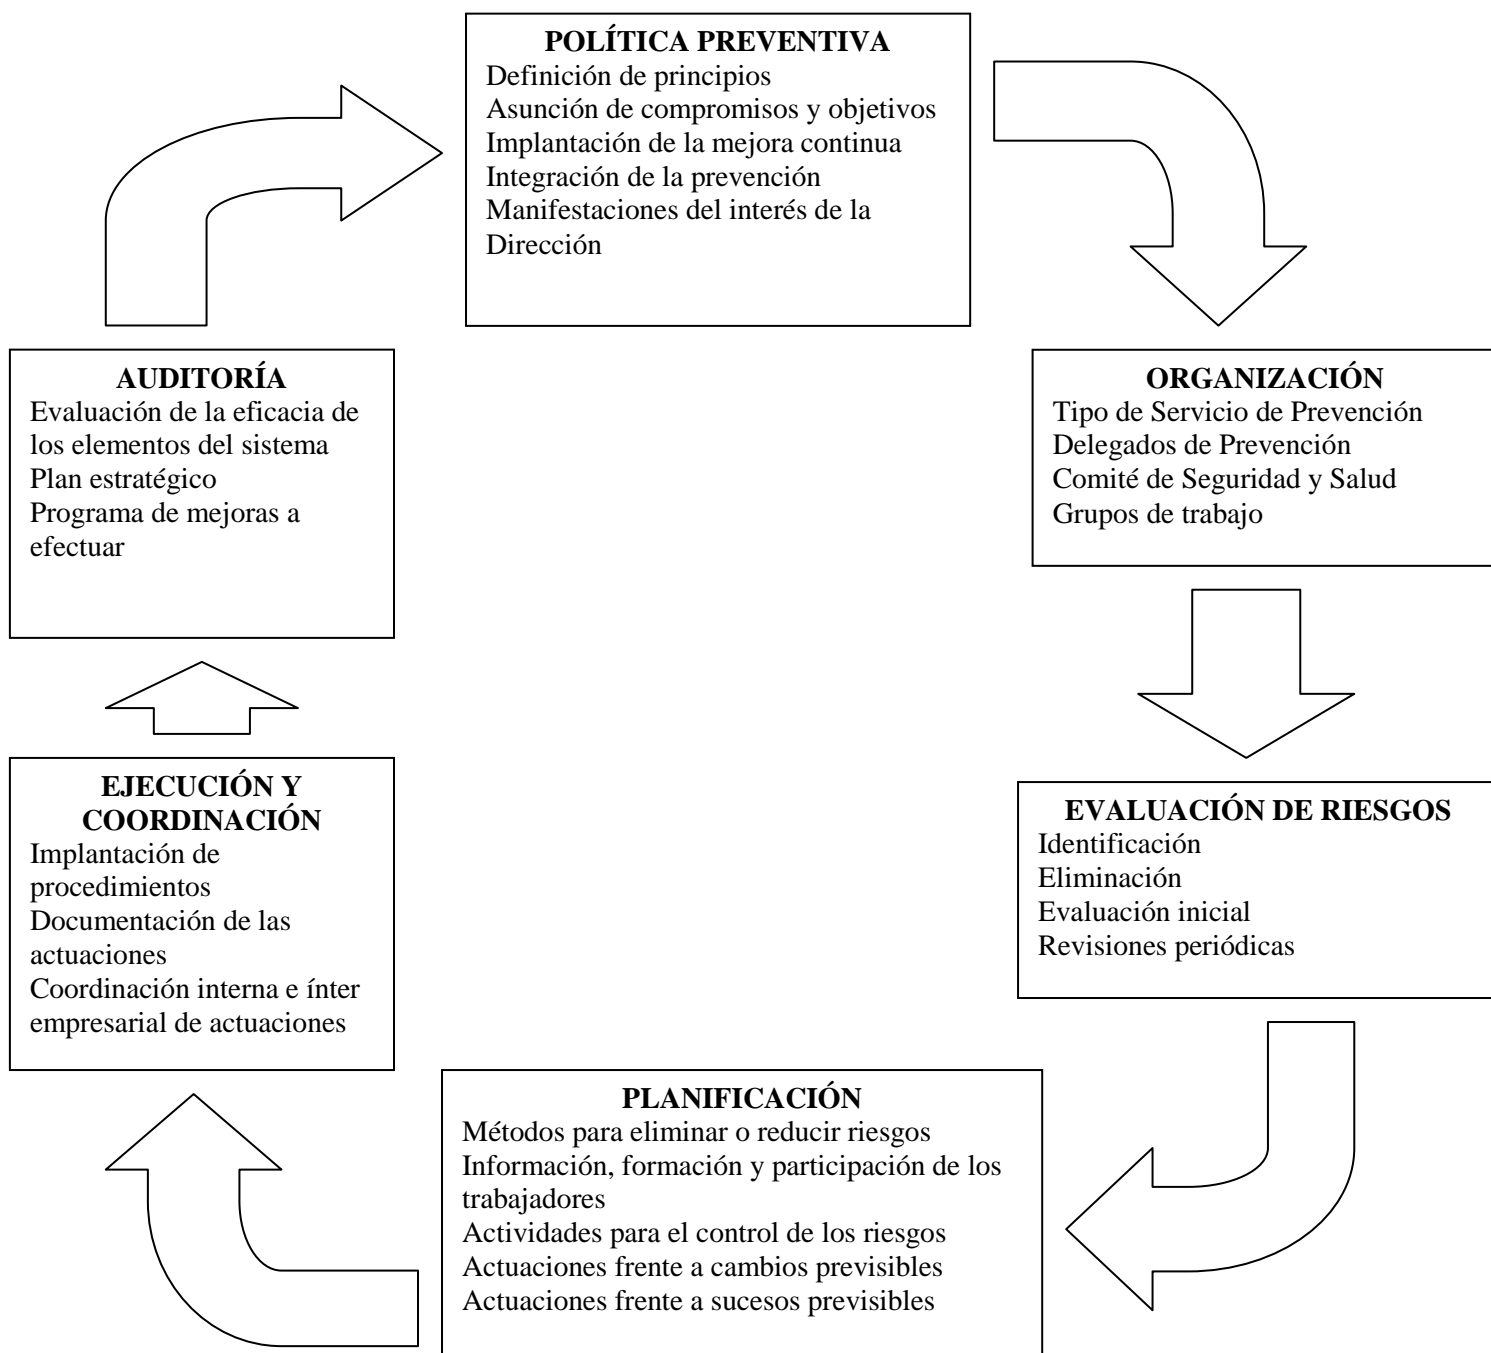 POLÍTICA PREVENTIVA
Definición de principios
Asunción de compromisos y objetivos
Implantación de la mejora continua
Integración de la prevención
Manifestaciones del interés de la
Dirección
ORGANIZACIÓN
Tipo de Servicio de Prevención
Delegados de Prevención
Comité de Seguridad y Salud
Grupos de trabajo
EVALUACIÓN DE RIESGOS
Identificación
Eliminación
Evaluación inicial
Revisiones periódicas
PLANIFICACIÓN
Métodos para eliminar o reducir riesgos
Información, formación y participación de los
trabajadores
Actividades para el control de los riesgos
Actuaciones frente a cambios previsibles
Actuaciones frente a sucesos previsibles
EJECUCIÓN Y
COORDINACIÓN
Implantación de
procedimientos
Documentación de las
actuaciones
Coordinación interna e ínter
empresarial de actuaciones
AUDITORÍA
Evaluación de la eficacia de
los elementos del sistema
Plan estratégico
Programa de mejoras a
efectuar